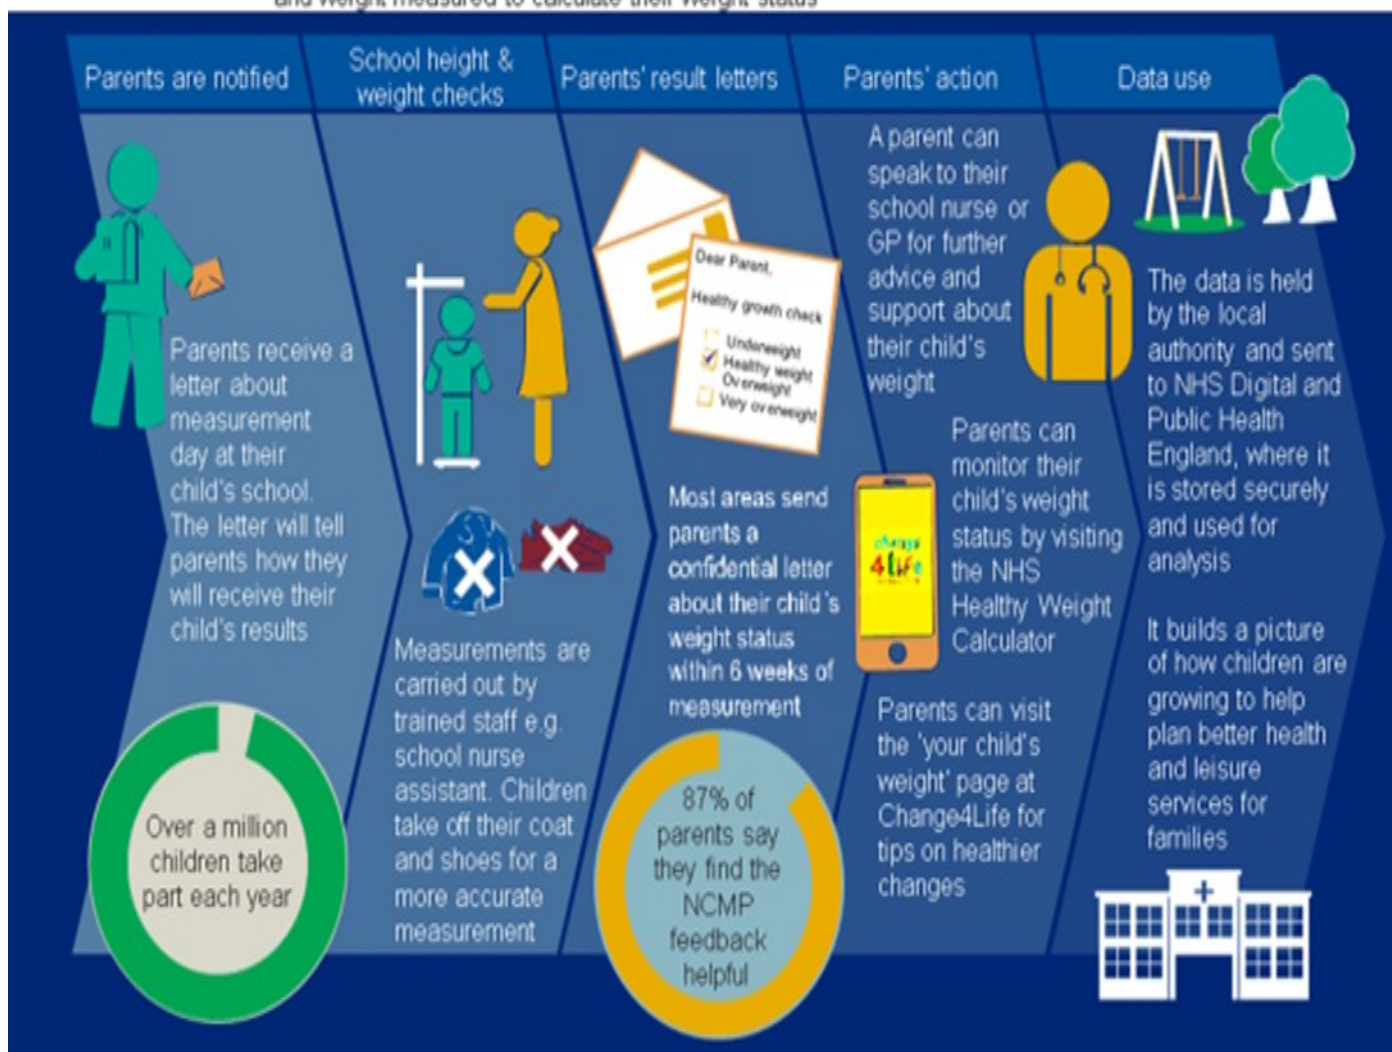 and weight measured to calculate their weight status
Parents are notified
School height &
weight checks
Parents' result letters
Parents' action
Data use
Parents receive a
letter about
measurement
day at their
child's school.
The letter will tell
parents how they
will receive their
child's results
Over a million
children take
part each year
Measurements are
carried out by
trained staff e.g.
school nurse
assistant. Children
take off their coat
and shoes for a
more accurate
measurement
Dear Parent,
Healthy growth check
Underweight
Healthy weight
Overweight
Very overweight
Most areas send
parents a
confidential letter
about their child's
weight status
within 6 weeks of
measurement
87% of
parents say
they find the
NCMP
feedback
helpful
A parent can
speak to their
school nurse or
GP for further
advice and
support about
their child's
weight
Parents can
monitor their
child's weight
status by visiting
the NHS
Healthy Weight
Calculator
change
4Life
Parents can visit
the 'your child's
weight' page at
Change4Life for
tips on healthier
changes
The data is held
by the local
authority and sent
to NHS Digital and
Public Health
England, where it
is stored securely
and used for
analysis
It builds a picture
of how children are
growing to help
plan better health
and leisure
services for
families